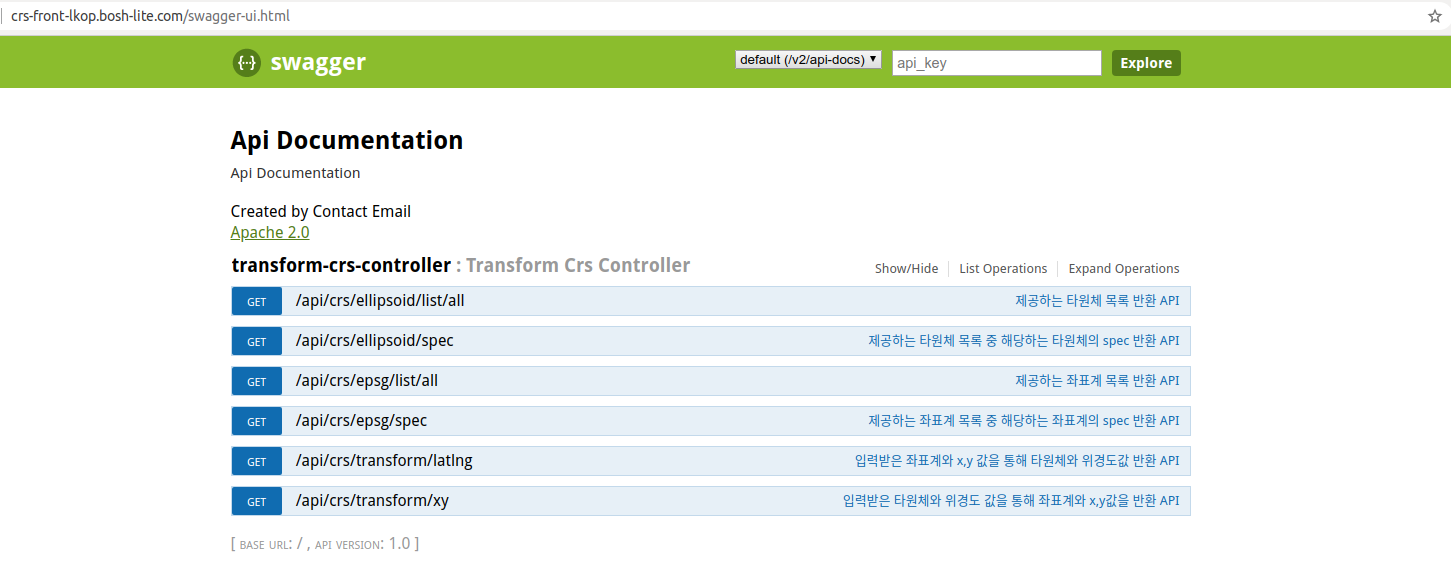 crs-front-lkop.bosh-lite.com/swagger-ui.html
{··} swagger default (/v2/api-docs) ▼ api_key Explore
Api Documentation
Api Documentation
Created by Contact Email
Apache 2.0
transform-crs-controller : Transform Crs Controller Show/Hide List Operations Expand Operations
GET /api/crs/ellipsoid/list/all 제공하는 타원체 목록 반환 API
GET /api/crs/ellipsoid/spec 제공하는 타원체 목록 중 해당하는 타원체의 spec 반환 API
GET /api/crs/epsg/list/all 제공하는 좌표계 목록 반환 API
GET /api/crs/epsg/spec 제공하는 좌표계 목록 중 해당하는 좌표계의 spec 반환 API
GET /api/crs/transform/latlng 입력받은 좌표계와 x,y 값을 통해 타원체와 위경도값 반환 API
GET /api/crs/transform/xy 입력받은 타원체와 위경도 값을 통해 좌표계와 x,y값을 반환 API
[ BASE URL: / , API VERSION: 1.0 ]